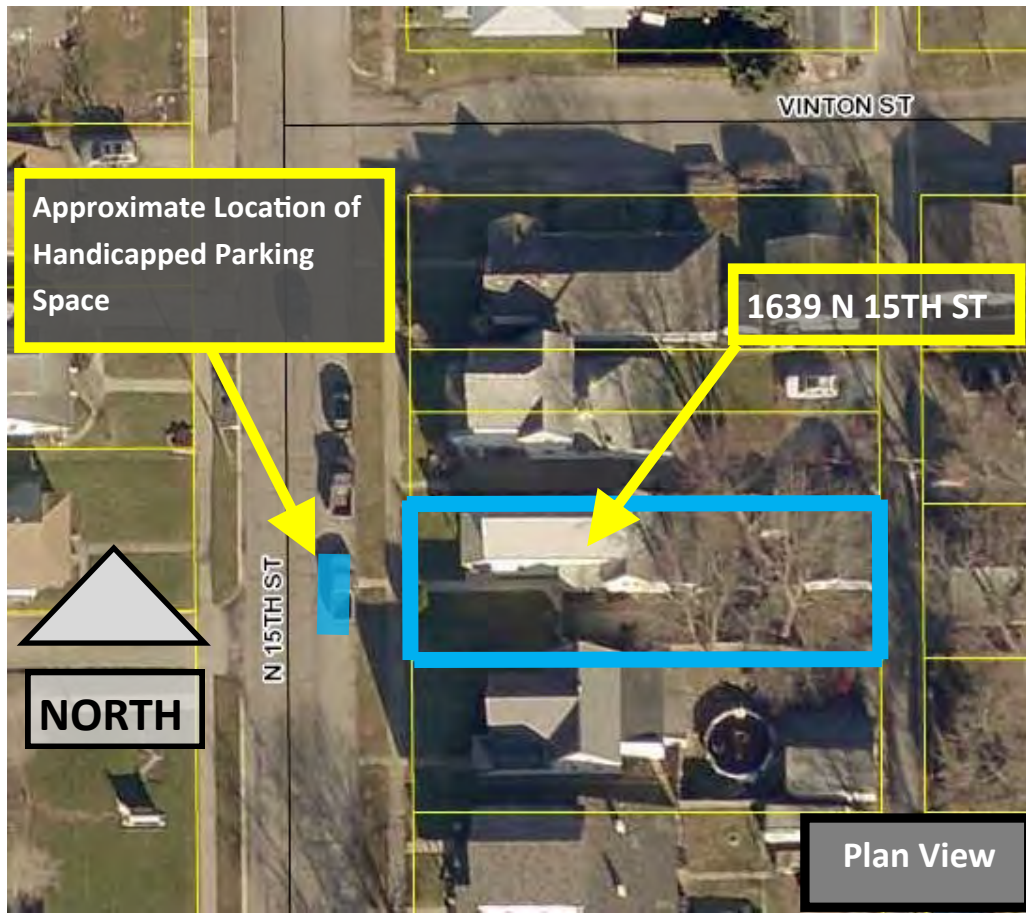 VINTON ST
Approximate Location of
Handicapped Parking
Space
1639 N 15TH ST
N 15TH ST
NORTH
Plan View